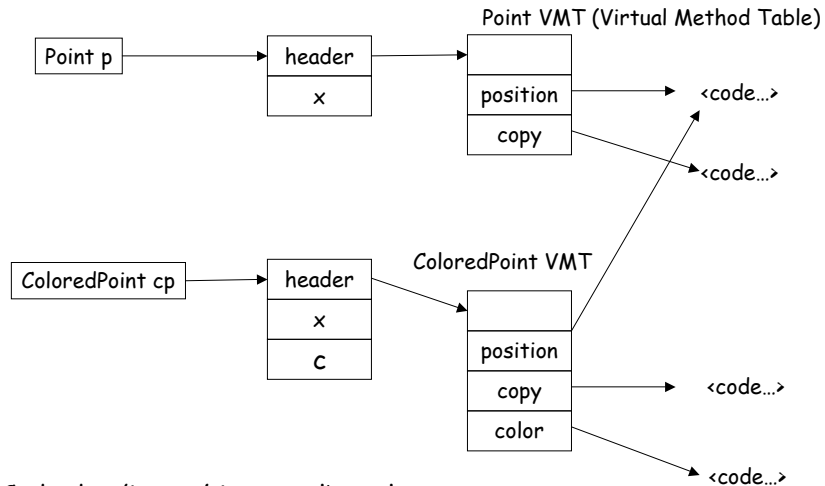 Point VMT (Virtual Method Table)
Point p
header
x
position
copy
<code...>
<code...>
ColoredPoint cp
header
x
c
ColoredPoint VMT
position
copy
color
<code...>
<code...>